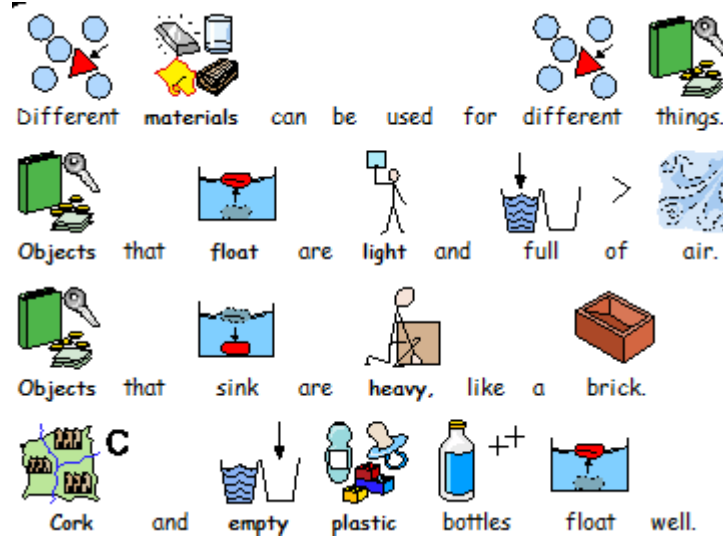 Different materials can be used for different things.
Objects that float are light and full of air.
Objects that sink are heavy, like a brick.
C
Cork and empty plastic bottles float well.